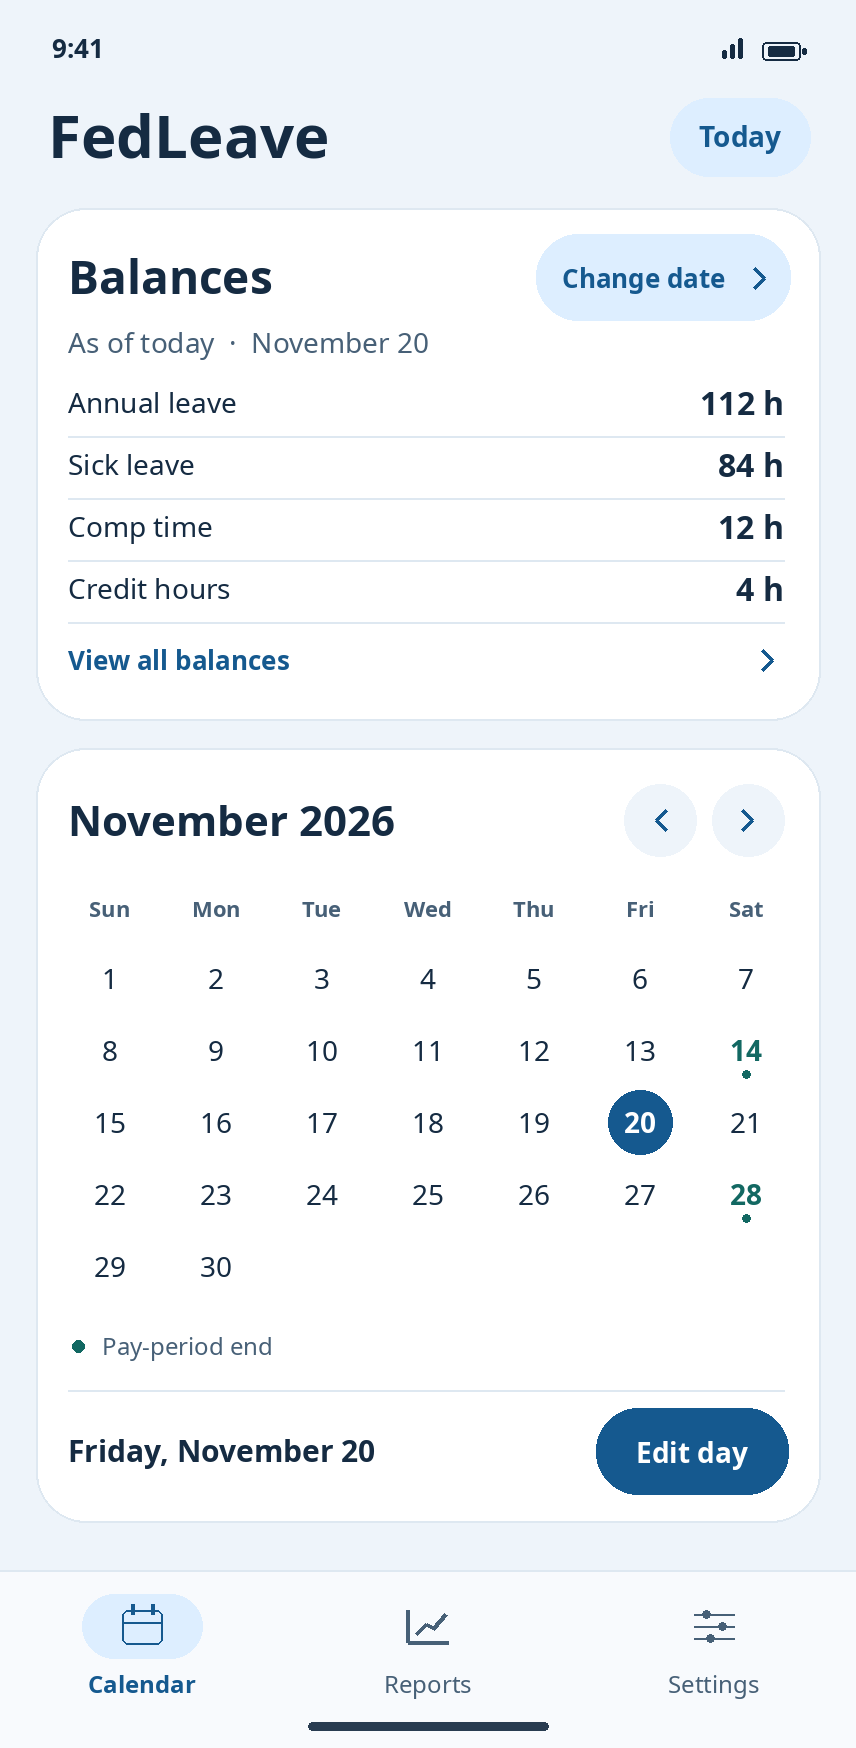 9:41
FedLeave
Today
Balances
Change date
As of today · November 20
Annual leave 112 h
Sick leave 84 h
Comp time 12 h
Credit hours 4 h
View all balances
November 2026
Sun Mon Tue Wed Thu Fri Sat
1 2 3 4 5 6 7
8 9 10 11 12 13 14
15 16 17 18 19 20 21
22 23 24 25 26 27 28
29 30
Pay-period end
Friday, November 20
Edit day
Calendar Reports Settings